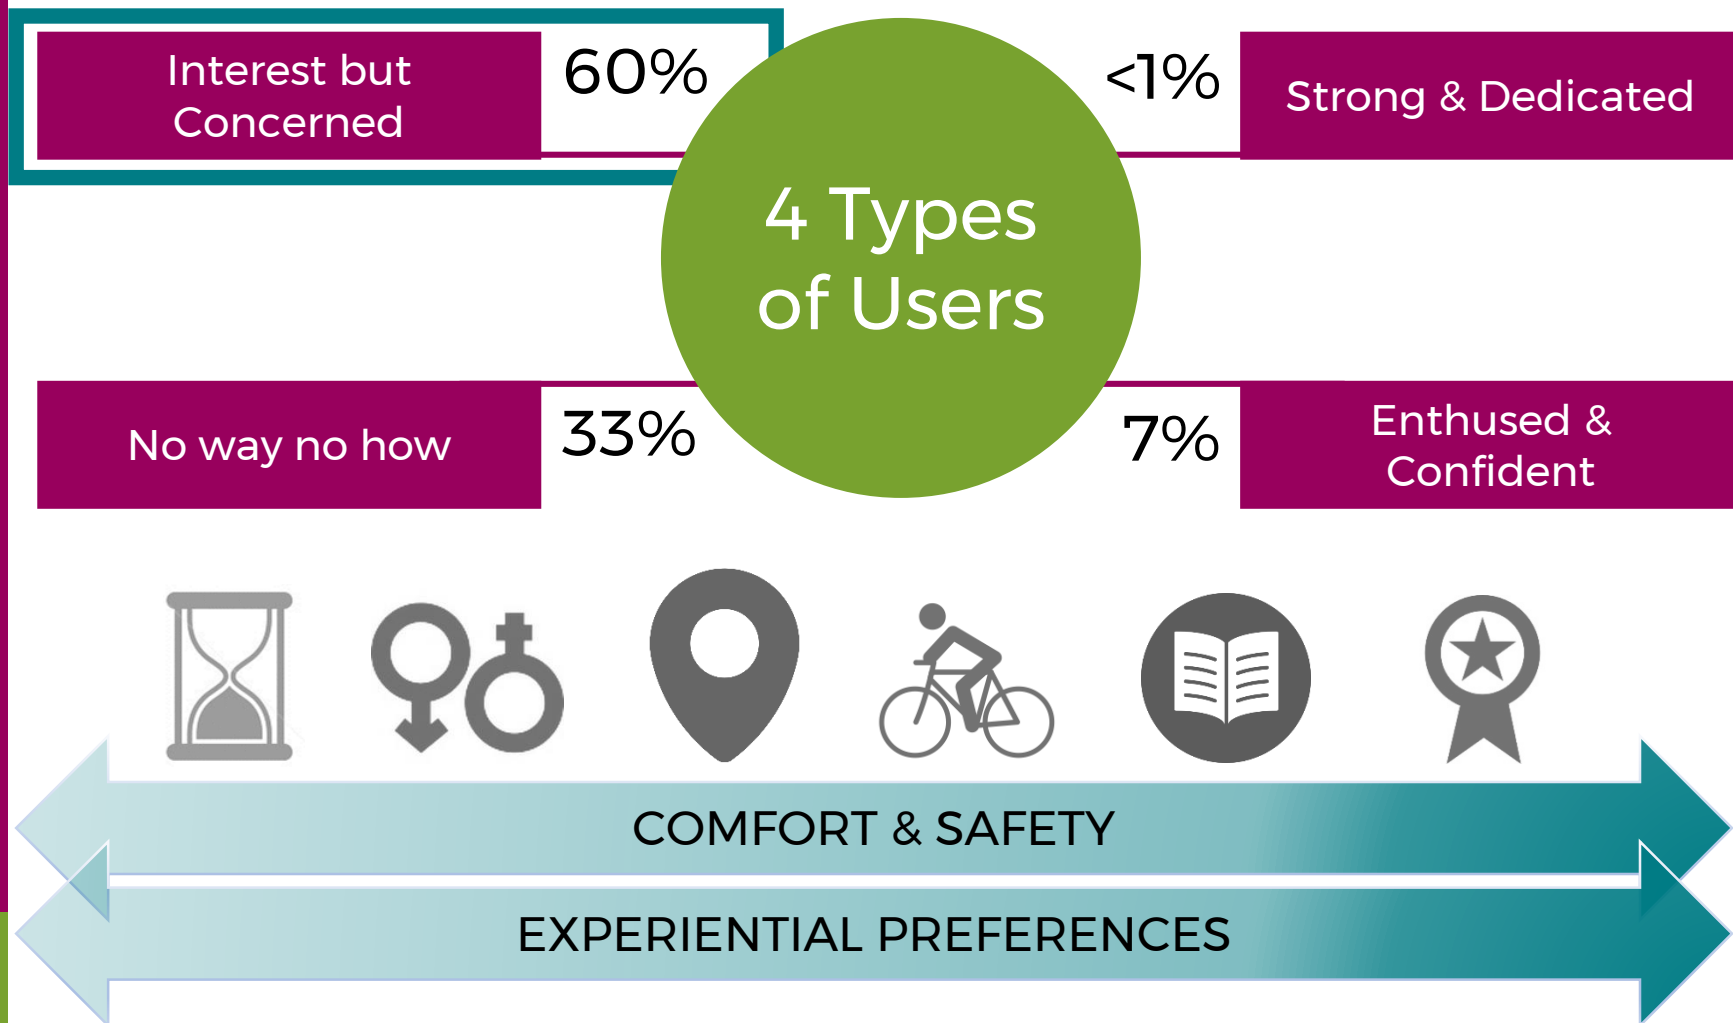 Interest but
Concerned
60%
<1%
Strong & Dedicated
4 Types
of Users
No way no how
33%
7%
Enthused &
Confident
COMFORT & SAFETY
EXPERIENTIAL PREFERENCES